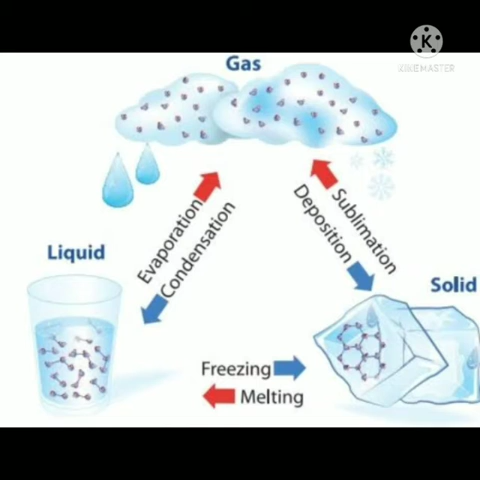 K
KINEMASTER
Gas
Evaporation
Condensation
Sublimation
Deposition
Liquid
Solid
Freezing
Melting